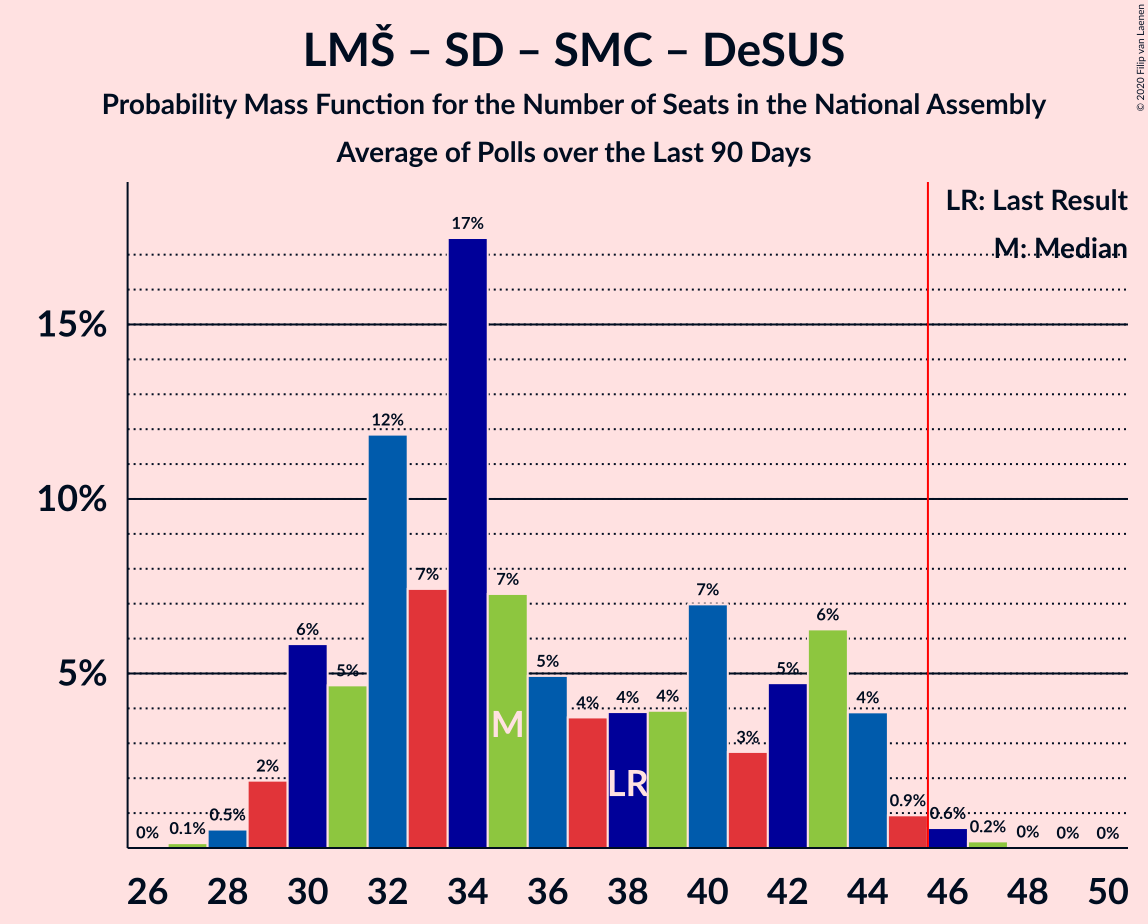 LMŠ – SD – SMC – DeSUS
Probability Mass Function for the Number of Seats in the National Assembly
Average of Polls over the Last 90 Days
© 2020 Filip van Laenen
LR: Last Result
M: Median
15%
10%
5%
0% 0.1% 0.5% 2% 6% 5% 12% 7% 17% 7% 5% 4% 4% 4% 7% 3% 5% 6% 4% 0.9% 0.6% 0.2% 0% 0% 0%
M
LR
26 28 30 32 34 36 38 40 42 44 46 48 50